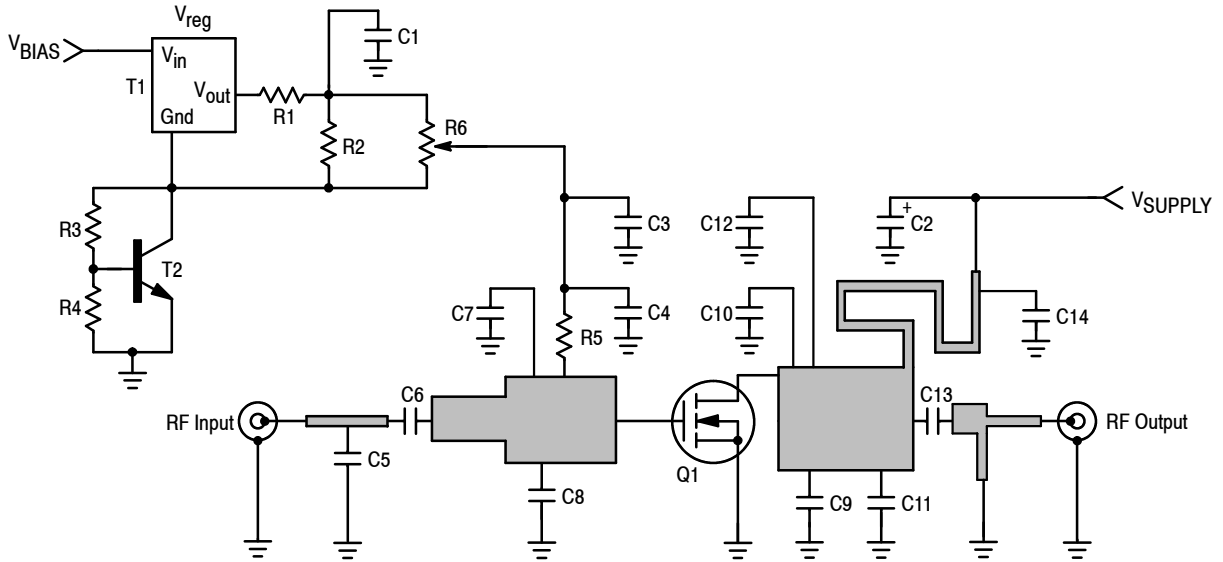 V_reg
V_BIAS
V_in
T1
V_out
Gnd
C1
R1
R2
R6
R3
T2
R4
C3
C12
C2
+
V_SUPPLY
C7
C4
C10
C14
R5
C6
C13
RF Input
RF Output
C5
C8
Q1
C9
C11